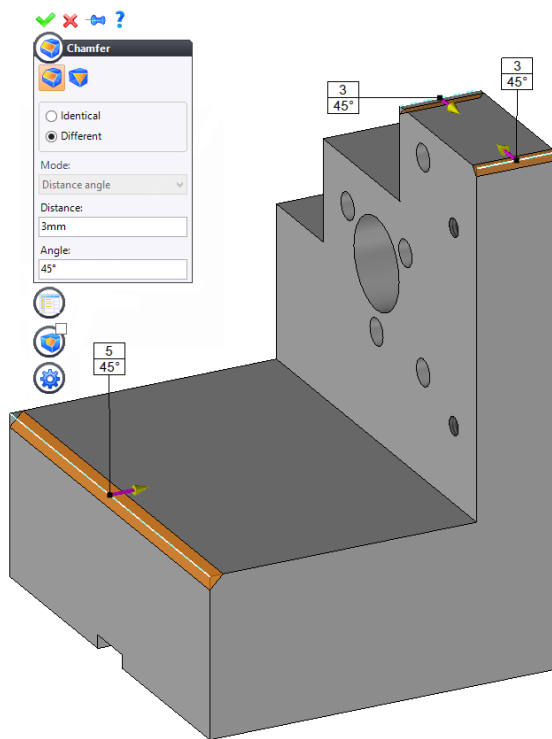 ?
Chamfer
Identical
Different
Mode:
Distance angle
Distance:
3mm
Angle:
45°
3
45°
3
45°
5
45°